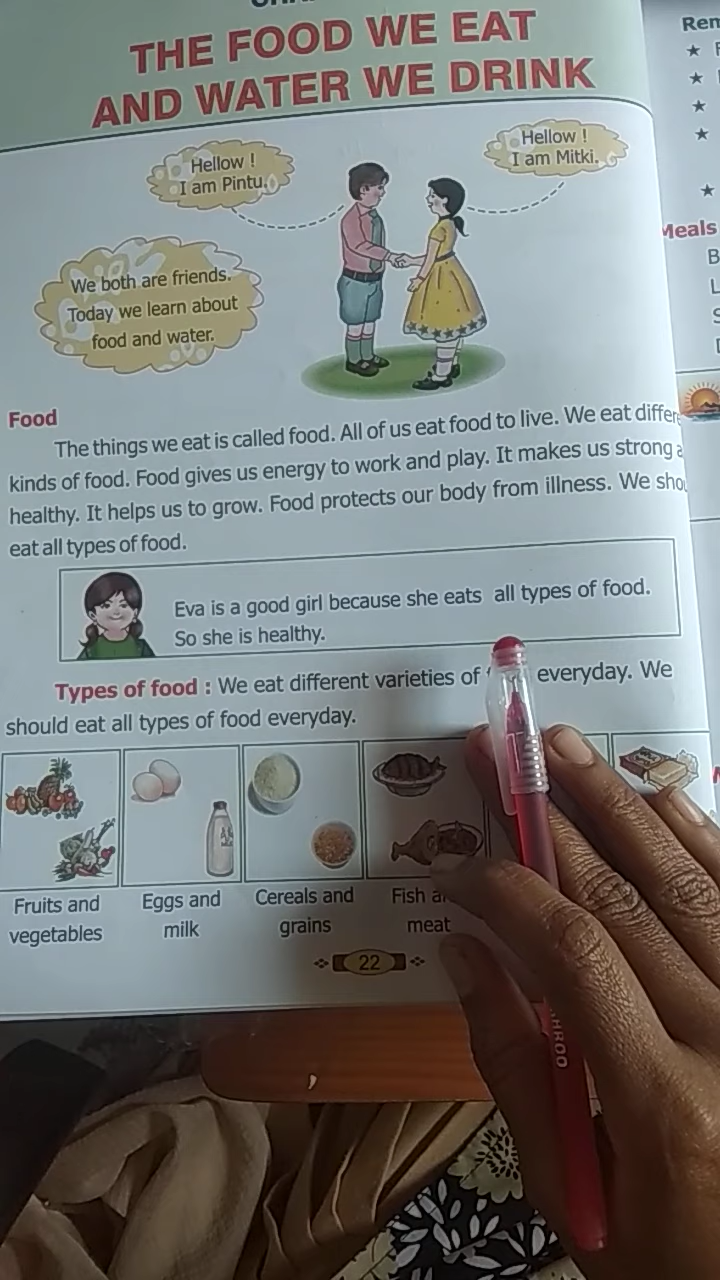 THE FOOD WE EAT
AND WATER WE DRINK
Hellow !
I am Pintu.
Hellow !
I am Mitki.
We both are friends.
Today we learn about
food and water.
Food
The things we eat is called food. All of us eat food to live. We eat
kinds of food. Food gives us energy to work and play. It makes us strong
healthy. It helps us to grow. Food protects our body from illness. We
eat all types of food.
Eva is a good girl because she eats all types of food.
So she is healthy.
Types of food : We eat different varieties of everyday. We
should eat all types of food everyday.
Fruits and
vegetables
Eggs and
milk
Cereals and
grains
Fish
meat
22
Meals